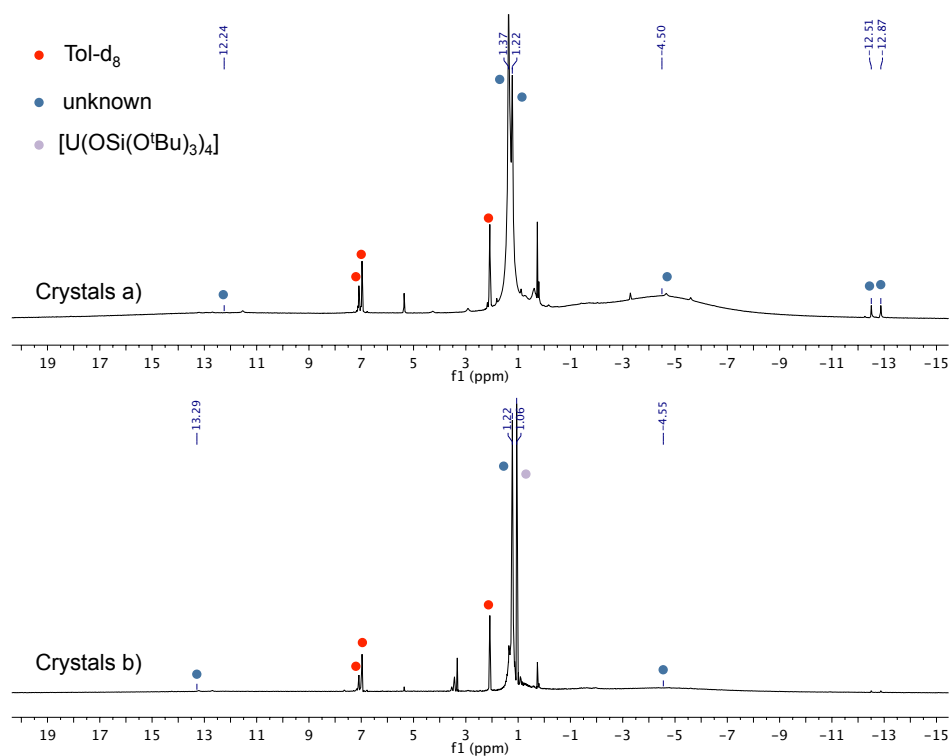 Tol-d₈
unknown
[U(OSi(OᵗBu)₃)₄]
12.24
1.37
1.22
-4.50
-12.51
-12.87
Crystals a)
19 17 15 13 11 9 7 5 3 1 -1 -3 -5 -7 -9 -11 -13 -15
f1 (ppm)
13.29
1.22
1.06
-4.55
Crystals b)
19 17 15 13 11 9 7 5 3 1 -1 -3 -5 -7 -9 -11 -13 -15
f1 (ppm)